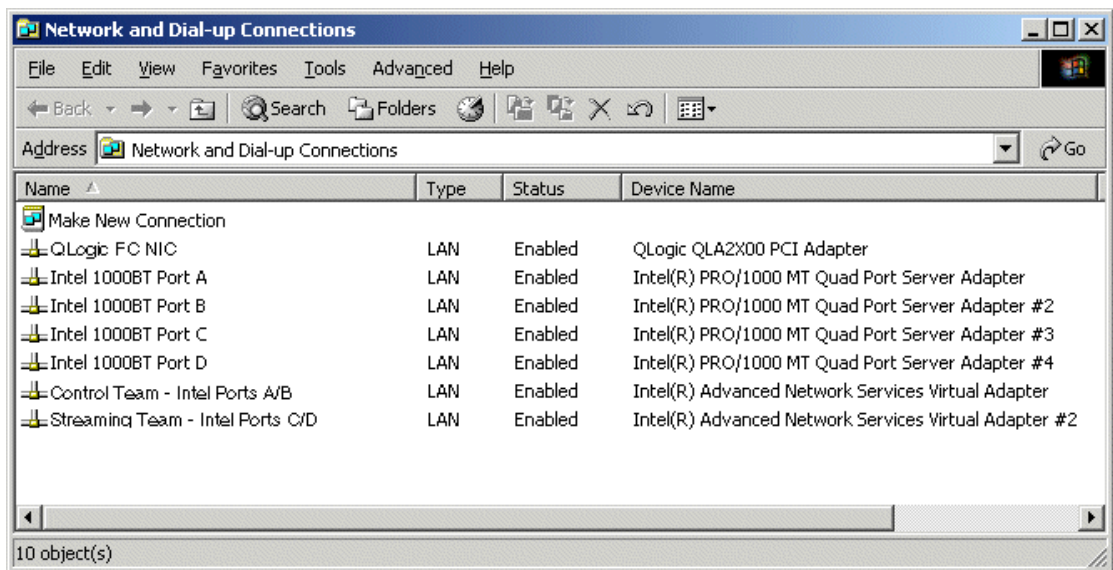 Network and Dial-up Connections
File Edit View Favorites Tools Advanced Help
Back Search Folders
Address Network and Dial-up Connections Go
Name Type Status Device Name
Make New Connection
QLogic FC NIC LAN Enabled QLogic QLA2X00 PCI Adapter
Intel 1000BT Port A LAN Enabled Intel(R) PRO/1000 MT Quad Port Server Adapter
Intel 1000BT Port B LAN Enabled Intel(R) PRO/1000 MT Quad Port Server Adapter #2
Intel 1000BT Port C LAN Enabled Intel(R) PRO/1000 MT Quad Port Server Adapter #3
Intel 1000BT Port D LAN Enabled Intel(R) PRO/1000 MT Quad Port Server Adapter #4
Control Team - Intel Ports A/B LAN Enabled Intel(R) Advanced Network Services Virtual Adapter
Streaming Team - Intel Ports C/D LAN Enabled Intel(R) Advanced Network Services Virtual Adapter #2
10 object(s)